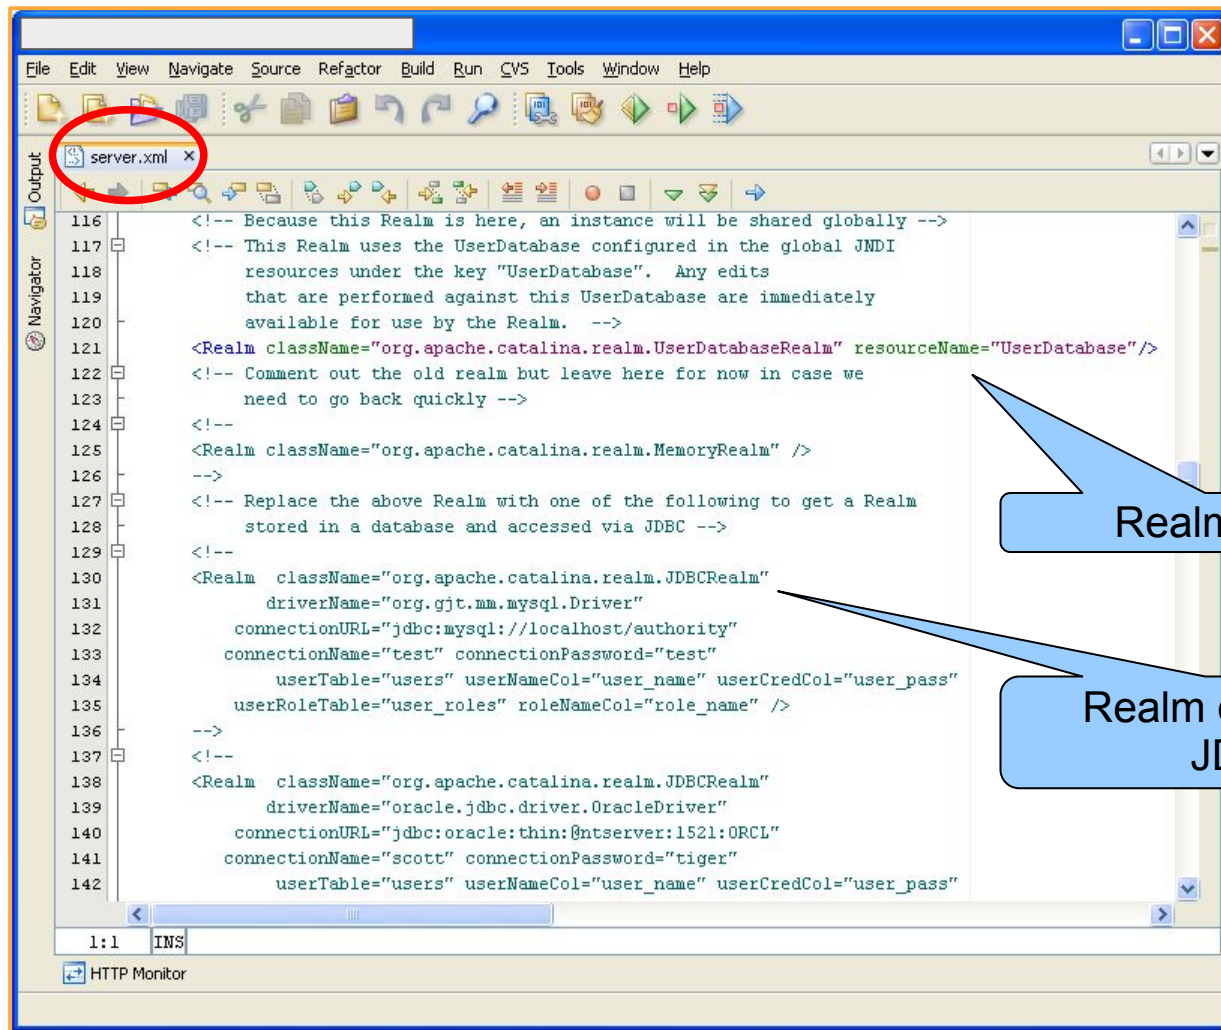 File Edit View Navigate Source Refactor Build Run CVS Tools Window Help
server.xml
Output
Navigator
116 <!-- Because this Realm is here, an instance will be shared globally -->
117 <!-- This Realm uses the UserDatabase configured in the global JNDI
118 resources under the key "UserDatabase".  Any edits
119 that are performed against this UserDatabase are immediately
120 available for use by the Realm.  -->
121 <Realm className="org.apache.catalina.realm.UserDatabaseRealm" resourceName="UserDatabase"/>
122 <!-- Comment out the old realm but leave here for now in case we
123 need to go back quickly -->
124 <!--
125 <Realm className="org.apache.catalina.realm.MemoryRealm" />
126 -->
127 <!-- Replace the above Realm with one of the following to get a Realm
128 stored in a database and accessed via JDBC -->
129 <!--
130 <Realm  className="org.apache.catalina.realm.JDBCRealm"
131 driverName="org.gjt.mm.mysql.Driver"
132 connectionURL="jdbc:mysql://localhost/authority"
133 connectionName="test" connectionPassword="test"
134 userTable="users" userNameCol="user_name" userCredCol="user_pass"
135 userRoleTable="user_roles" roleNameCol="role_name" />
136 -->
137 <!--
138 <Realm  className="org.apache.catalina.realm.JDBCRealm"
139 driverName="oracle.jdbc.driver.OracleDriver"
140 connectionURL="jdbc:oracle:thin:@ntserver:1521:ORCL"
141 connectionName="scott" connectionPassword="tiger"
142 userTable="users" userNameCol="user_name" userCredCol="user_pass"
Realm
Realm
1:1 INS
HTTP Monitor